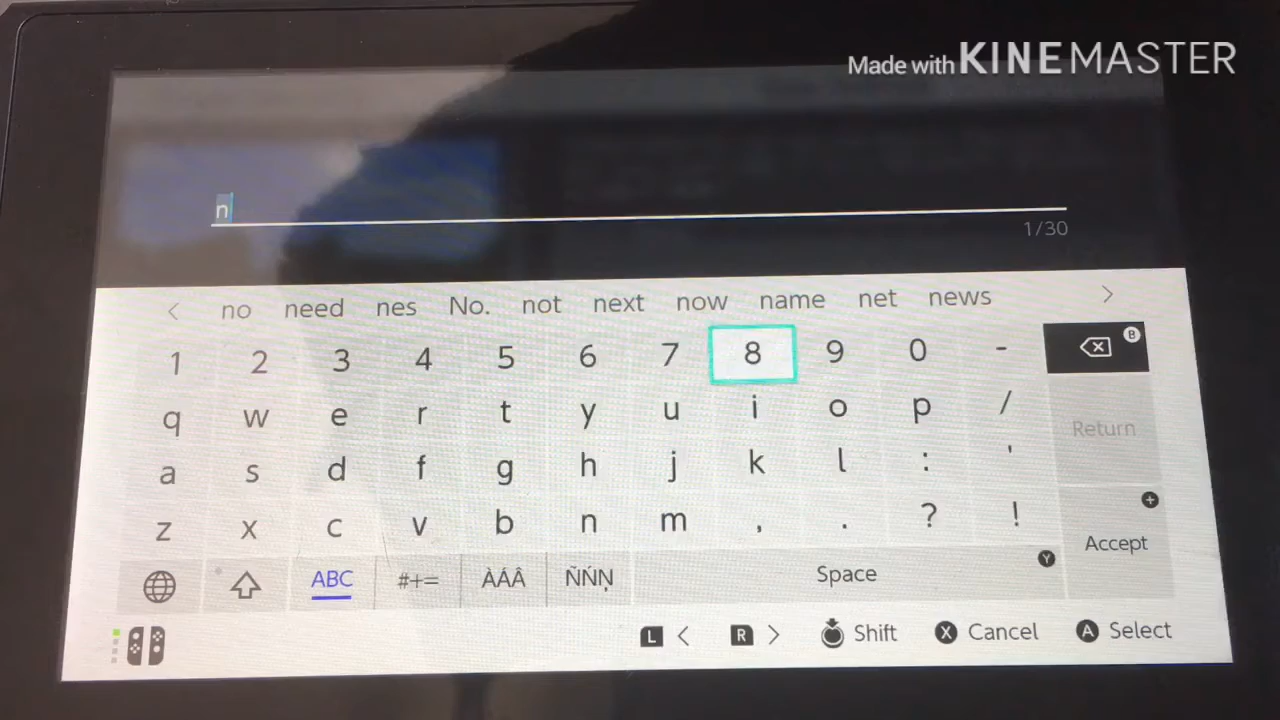 Made with KINEMASTER
n
1/30
< no need nes No. not next now name net news >
1 2 3 4 5 6 7 8 9 0 - B
q w e r t y u i o p / Return
a s d f g h j k l : '
z x c v b n m , . ? ! + Accept
ABC #+= ÀÁÂ ÑŃṆ Space Y
L < R > Shift X Cancel A Select